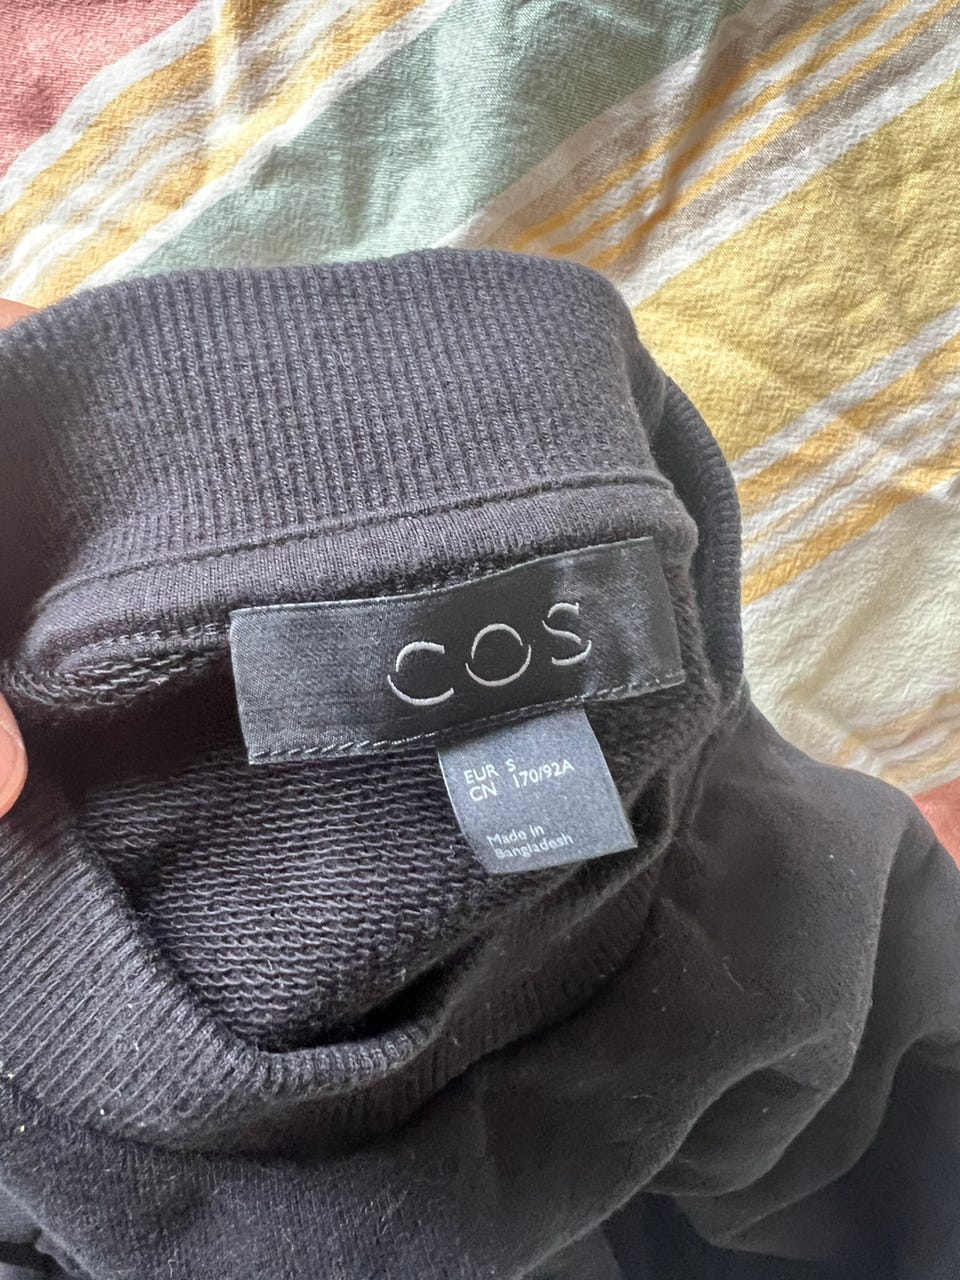 COS
EUR S
CN 170/92A
Made in
Bangladesh